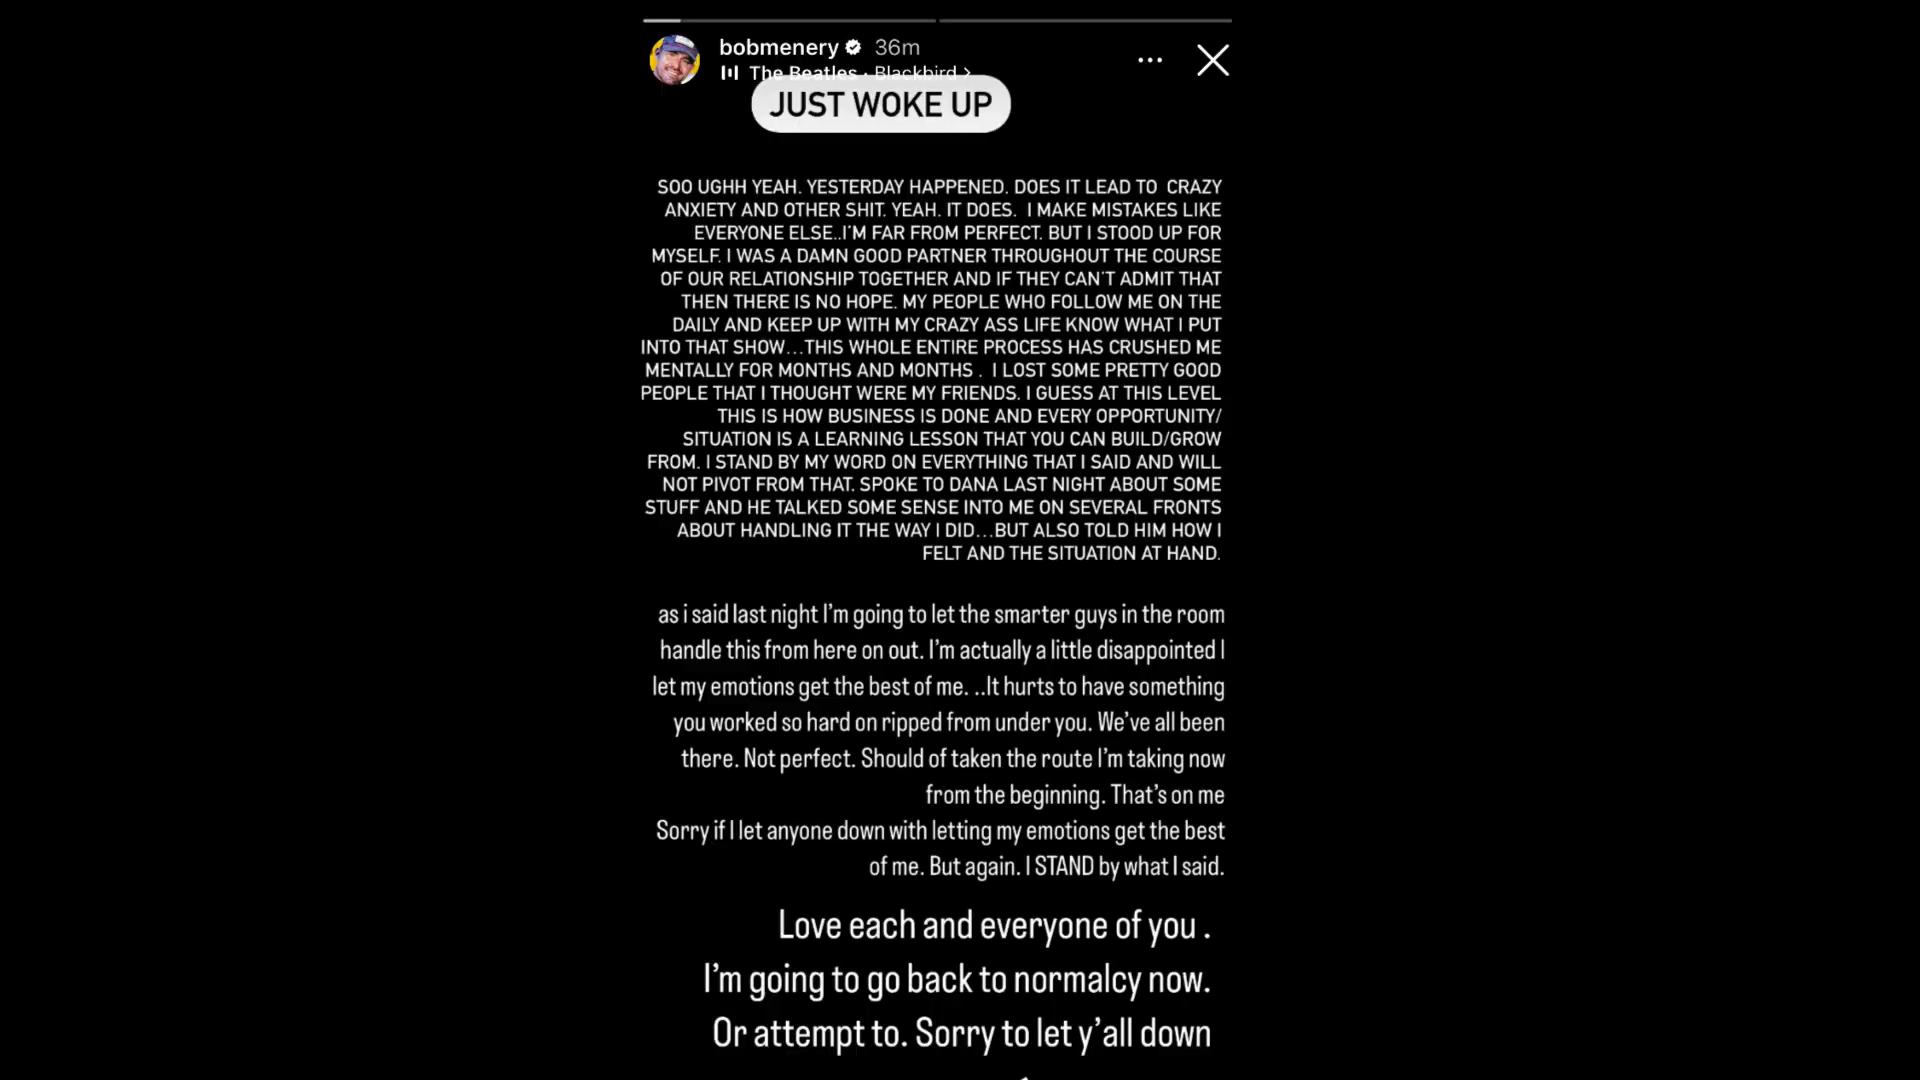 bobmenery 36m
The Beatles · Blackbird >
JUST WOKE UP
SOO UGHH YEAH. YESTERDAY HAPPENED. DOES IT LEAD TO CRAZY
ANXIETY AND OTHER SHIT. YEAH. IT DOES. I MAKE MISTAKES LIKE
EVERYONE ELSE..I'M FAR FROM PERFECT. BUT I STOOD UP FOR
MYSELF. I WAS A DAMN GOOD PARTNER THROUGHOUT THE COURSE
OF OUR RELATIONSHIP TOGETHER AND IF THEY CAN'T ADMIT THAT
THEN THERE IS NO HOPE. MY PEOPLE WHO FOLLOW ME ON THE
DAILY AND KEEP UP WITH MY CRAZY ASS LIFE KNOW WHAT I PUT
INTO THAT SHOW...THIS WHOLE ENTIRE PROCESS HAS CRUSHED ME
MENTALLY FOR MONTHS AND MONTHS . I LOST SOME PRETTY GOOD
PEOPLE THAT I THOUGHT WERE MY FRIENDS. I GUESS AT THIS LEVEL
THIS IS HOW BUSINESS IS DONE AND EVERY OPPORTUNITY/
SITUATION IS A LEARNING LESSON THAT YOU CAN BUILD/GROW
FROM. I STAND BY MY WORD ON EVERYTHING THAT I SAID AND WILL
NOT PIVOT FROM THAT. SPOKE TO DANA LAST NIGHT ABOUT SOME
STUFF AND HE TALKED SOME SENSE INTO ME ON SEVERAL FRONTS
ABOUT HANDLING IT THE WAY I DID...BUT ALSO TOLD HIM HOW I
FELT AND THE SITUATION AT HAND.
as i said last night I'm going to let the smarter guys in the room
handle this from here on out. I'm actually a little disappointed I
let my emotions get the best of me. ..It hurts to have something
you worked so hard on ripped from under you. We've all been
there. Not perfect. Should of taken the route I'm taking now
from the beginning. That's on me
Sorry if I let anyone down with letting my emotions get the best
of me. But again. I STAND by what I said.
Love each and everyone of you .
I'm going to go back to normalcy now.
Or attempt to. Sorry to let y'all down